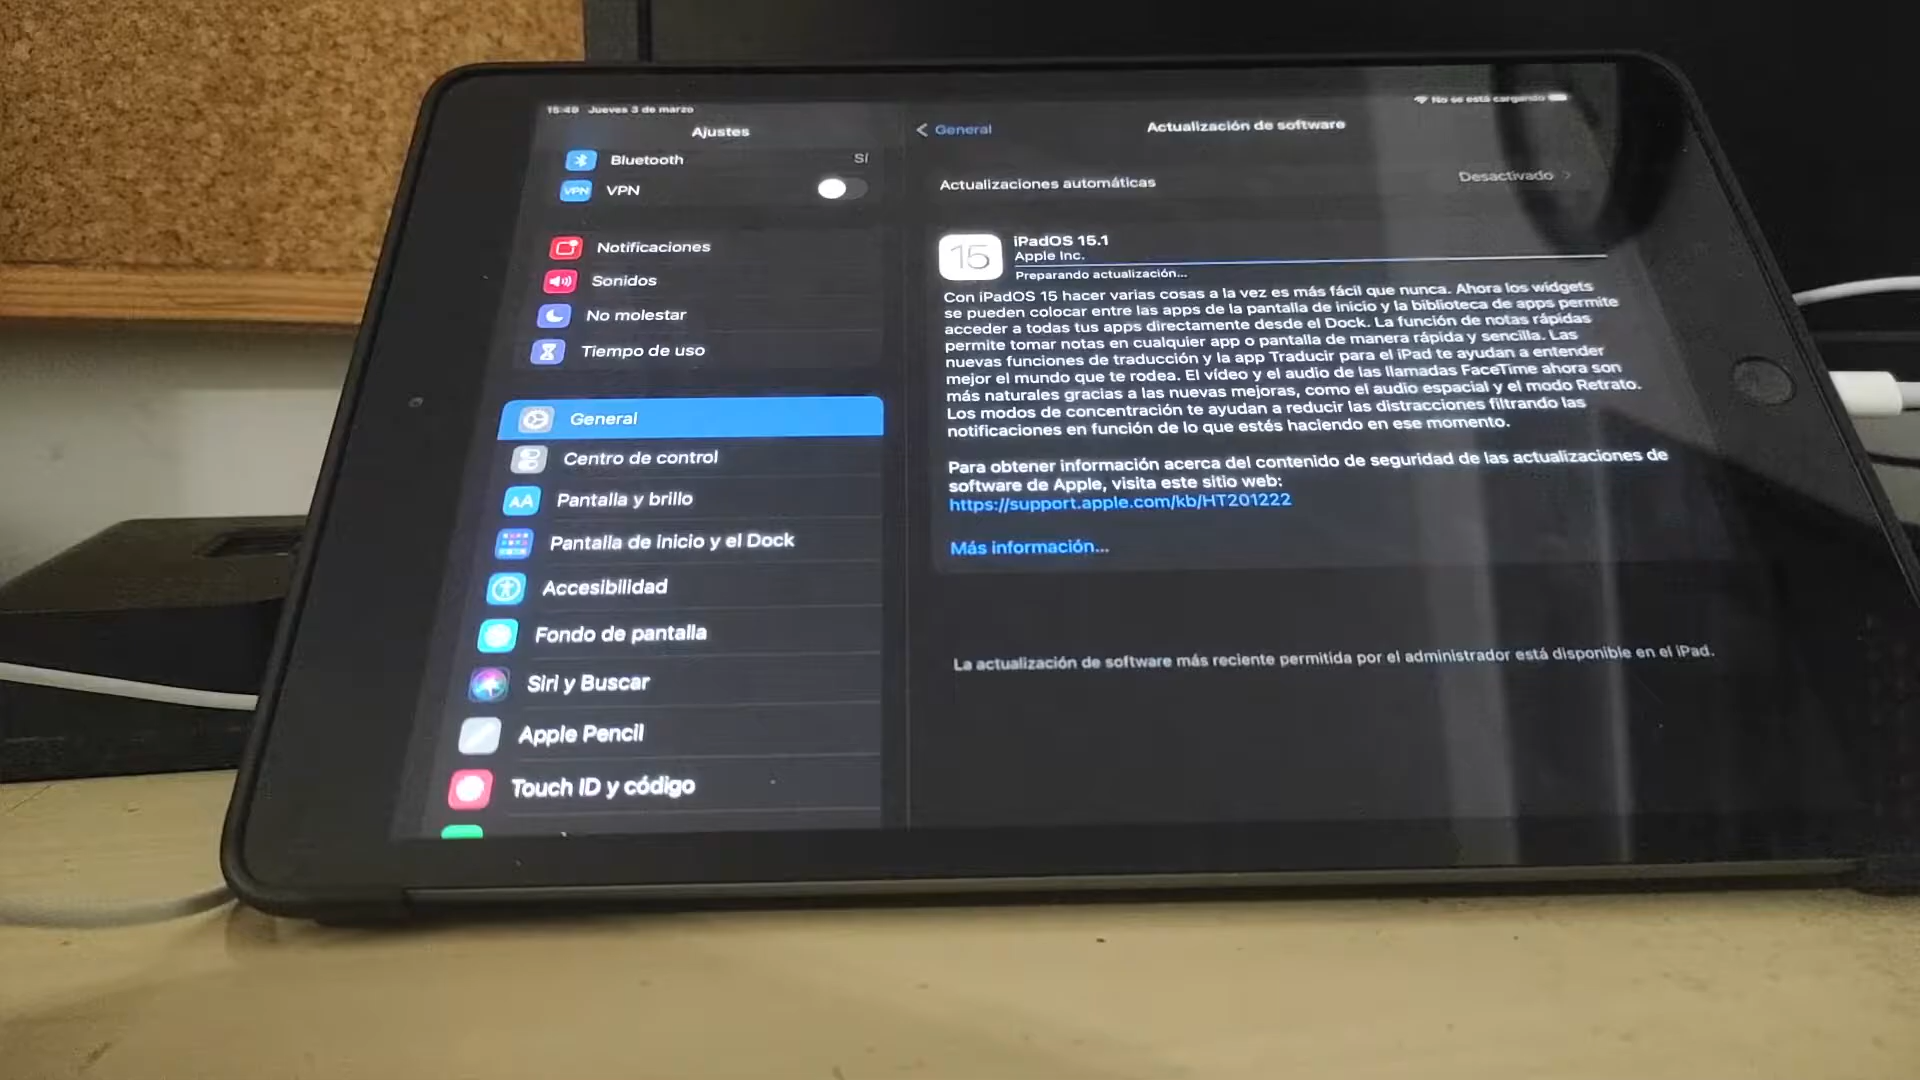 15:49 Jueves 3 de marzo
No se está cargando
Ajustes
Bluetooth
Sí
VPN
VPN
Notificaciones
Sonidos
No molestar
Tiempo de uso
General
Centro de control
AA
Pantalla y brillo
Pantalla de inicio y el Dock
Accesibilidad
Fondo de pantalla
Siri y Buscar
Apple Pencil
Touch ID y código
General
Actualización de software
Actualizaciones automáticas
Desactivado
15
iPadOS 15.1
Apple Inc.
Preparando actualización...
Con iPadOS 15 hacer varias cosas a la vez es más fácil que nunca. Ahora los widgets
se pueden colocar entre las apps de la pantalla de inicio y la biblioteca de apps permite
acceder a todas tus apps directamente desde el Dock. La función de notas rápidas
permite tomar notas en cualquier app o pantalla de manera rápida y sencilla. Las
nuevas funciones de traducción y la app Traducir para el iPad te ayudan a entender
mejor el mundo que te rodea. El vídeo y el audio de las llamadas FaceTime ahora son
más naturales gracias a las nuevas mejoras, como el audio espacial y el modo Retrato.
Los modos de concentración te ayudan a reducir las distracciones filtrando las
notificaciones en función de lo que estés haciendo en ese momento.
Para obtener información acerca del contenido de seguridad de las actualizaciones de
software de Apple, visita este sitio web:
https://support.apple.com/kb/HT201222
Más información...
La actualización de software más reciente permitida por el administrador está disponible en el iPad.